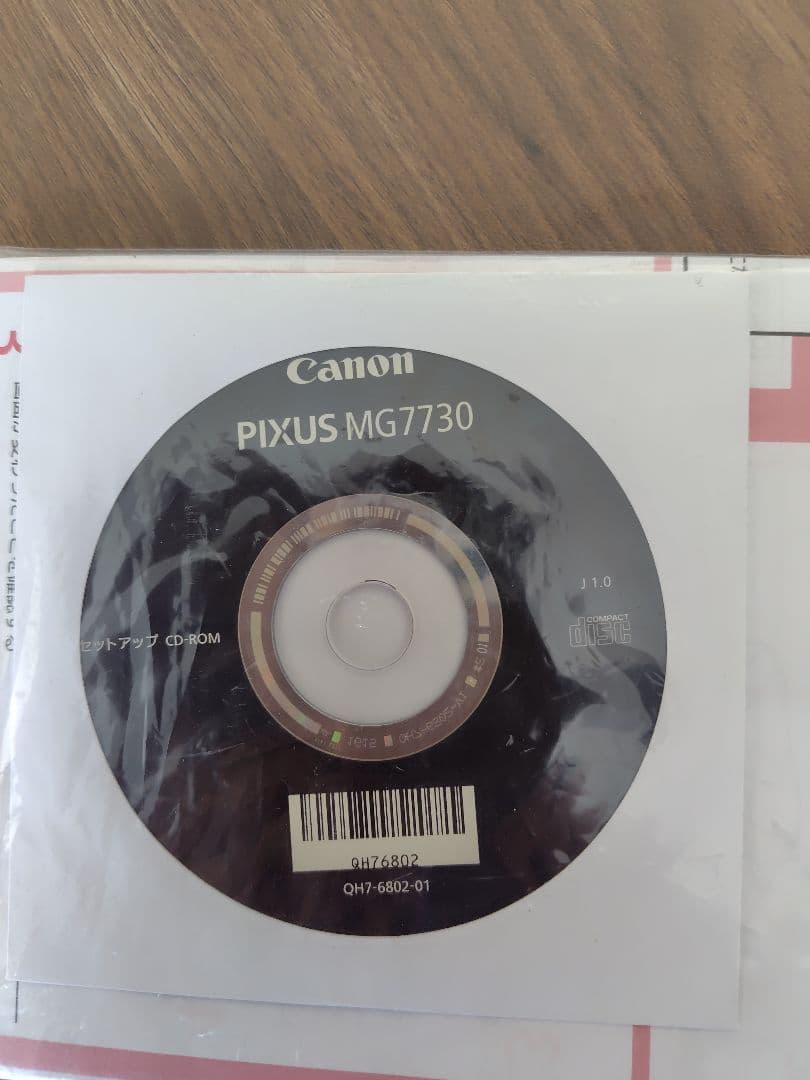 Canon
PIXUS MG7730
J 1.0
COMPACT
disc
セットアップ CD-ROM
QH76802
QH7-6802-01